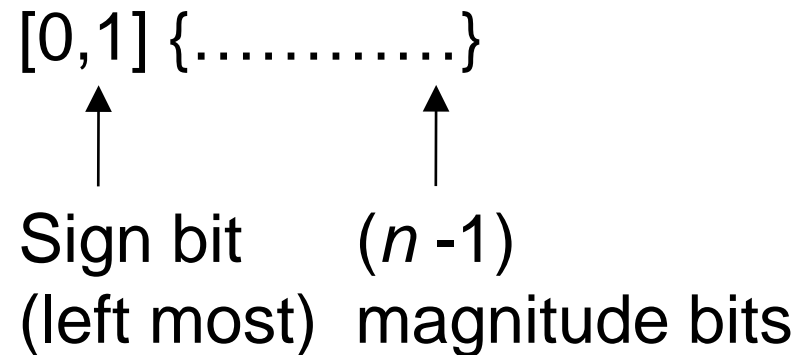 [0,1] {…………}
Sign bit (n -1)
(left most) magnitude bits